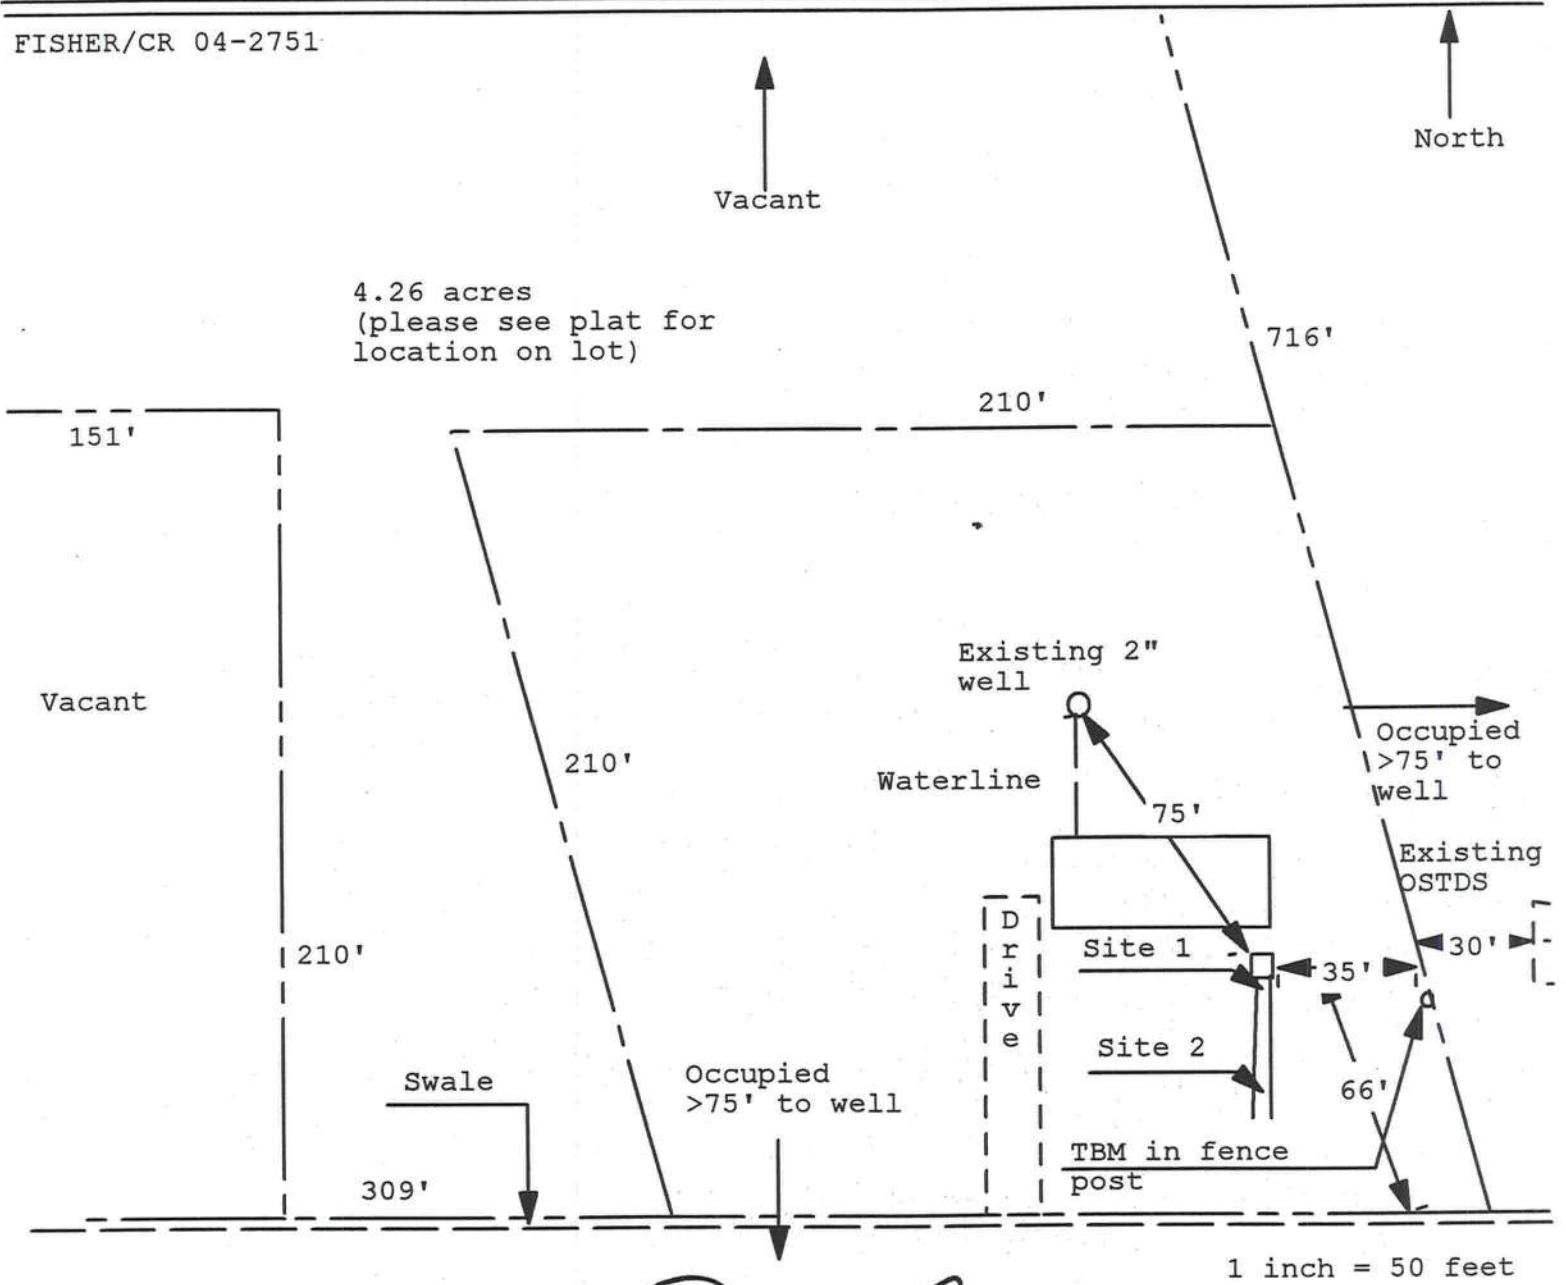 FISHER/CR 04-2751
North
Vacant
4.26 acres
(please see plat for
location on lot)
716'
210'
151'
Existing 2"
well
Vacant
Occupied
>75' to
well
210'
Waterline
75'
Existing
OSTDS
Drive
Site 1
30'
210'
35'
Site 2
Swale
Occupied
>75' to well
66'
TBM in fence
post
309'
1 inch = 50 feet